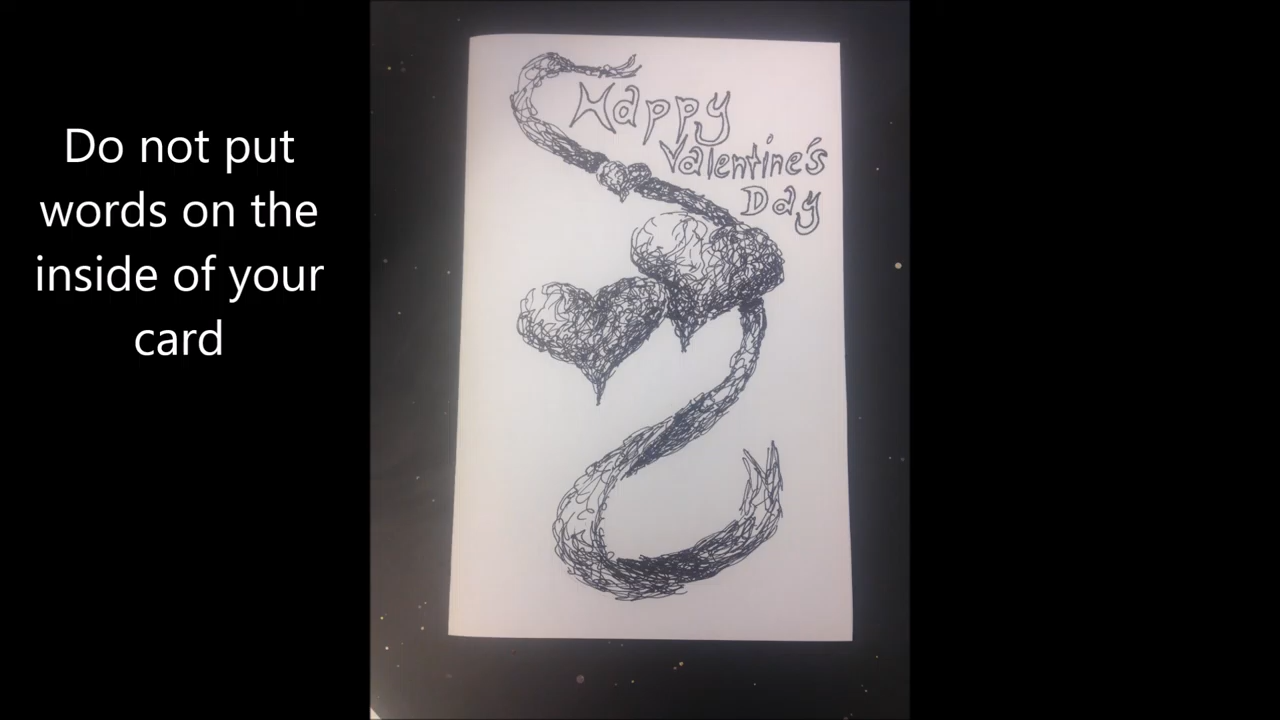 Do not put
words on the
inside of your
card
Happy
Valentine's
Day